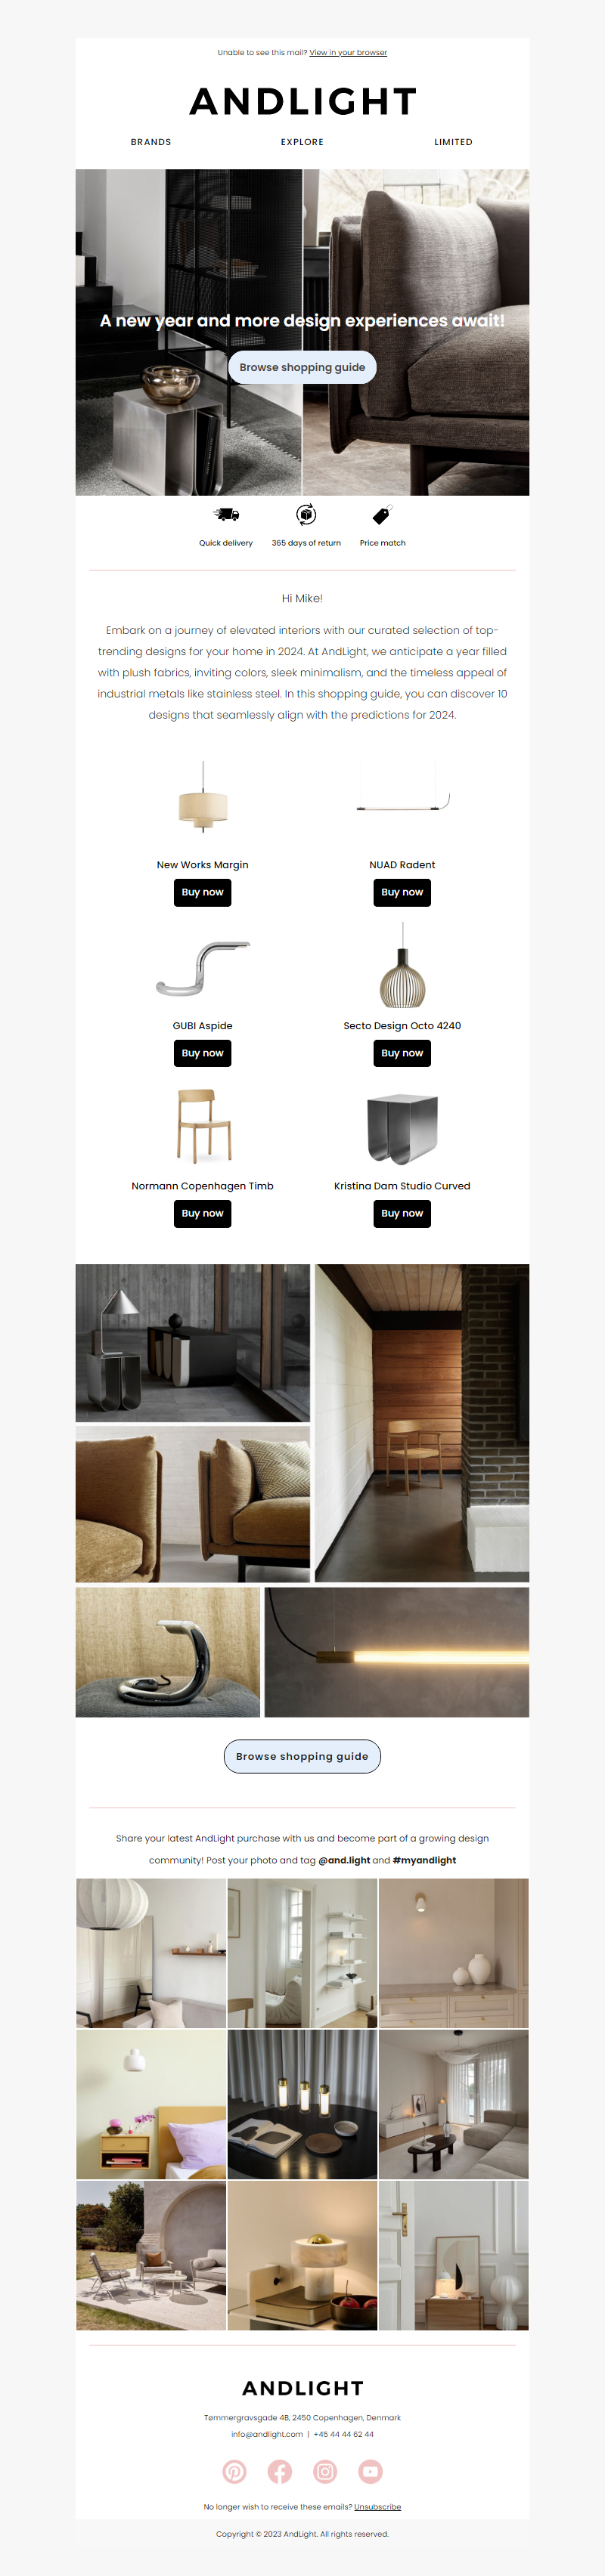 Unable to see this mail? View in your browser
ANDLIGHT
BRANDS EXPLORE LIMITED
A new year and more design experiences await!
Browse shopping guide
Quick delivery 365 days of return Price match
Hi Mike!
Embark on a journey of elevated interiors with our curated selection of top-
trending designs for your home in 2024. At AndLight, we anticipate a year filled
with plush fabrics, inviting colors, sleek minimalism, and the timeless appeal of
industrial metals like stainless steel. In this shopping guide, you can discover 10
designs that seamlessly align with the predictions for 2024.
New Works Margin NUAD Radent
Buy now Buy now
GUBI Aspide Secto Design Octo 4240
Buy now Buy now
Normann Copenhagen Timb Kristina Dam Studio Curved
Buy now Buy now
Browse shopping guide
Share your latest AndLight purchase with us and become part of a growing design
community! Post your photo and tag @and.light and #myandlight
ANDLIGHT
Tømmergravsgade 4B, 2450 Copenhagen, Denmark
info@andlight.com | +45 44 44 62 44
No longer wish to receive these emails? Unsubscribe
Copyright © 2023 AndLight. All rights reserved.